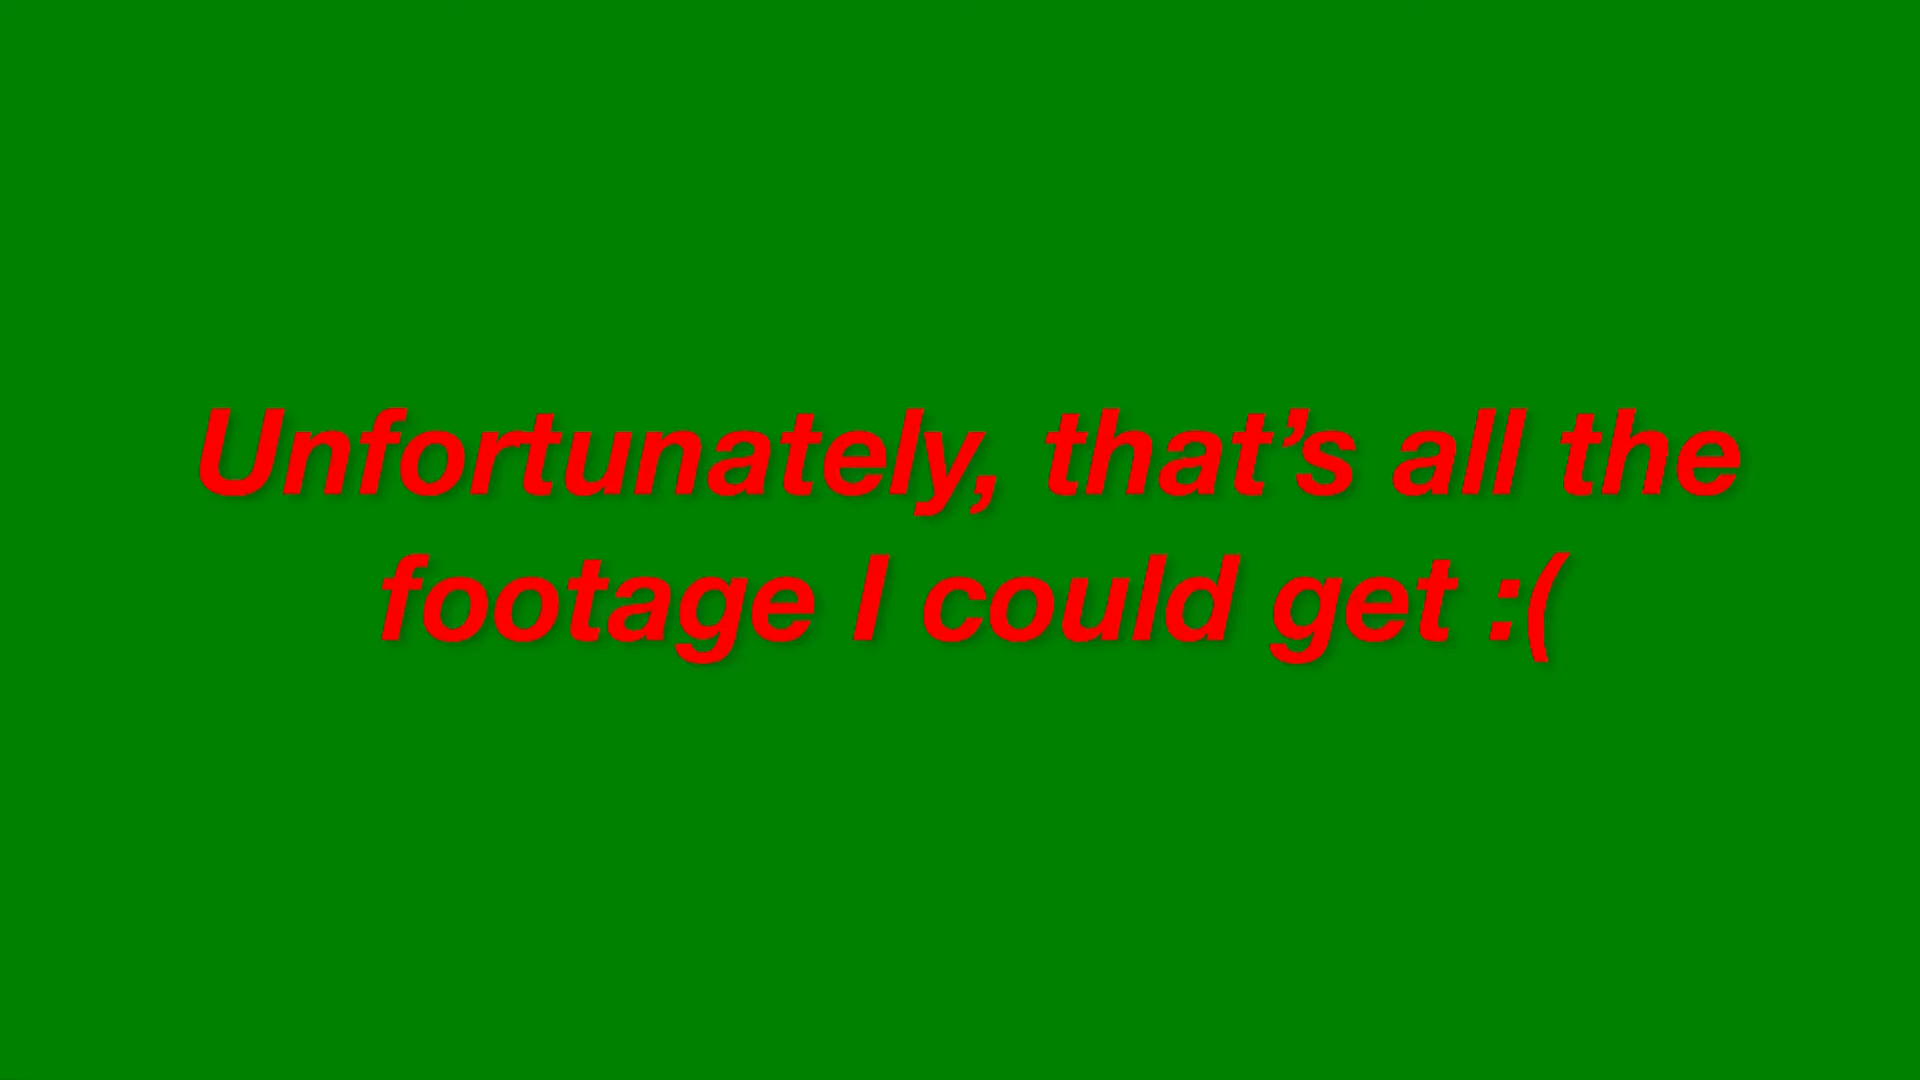 Unfortunately, that’s all the
footage I could get :(